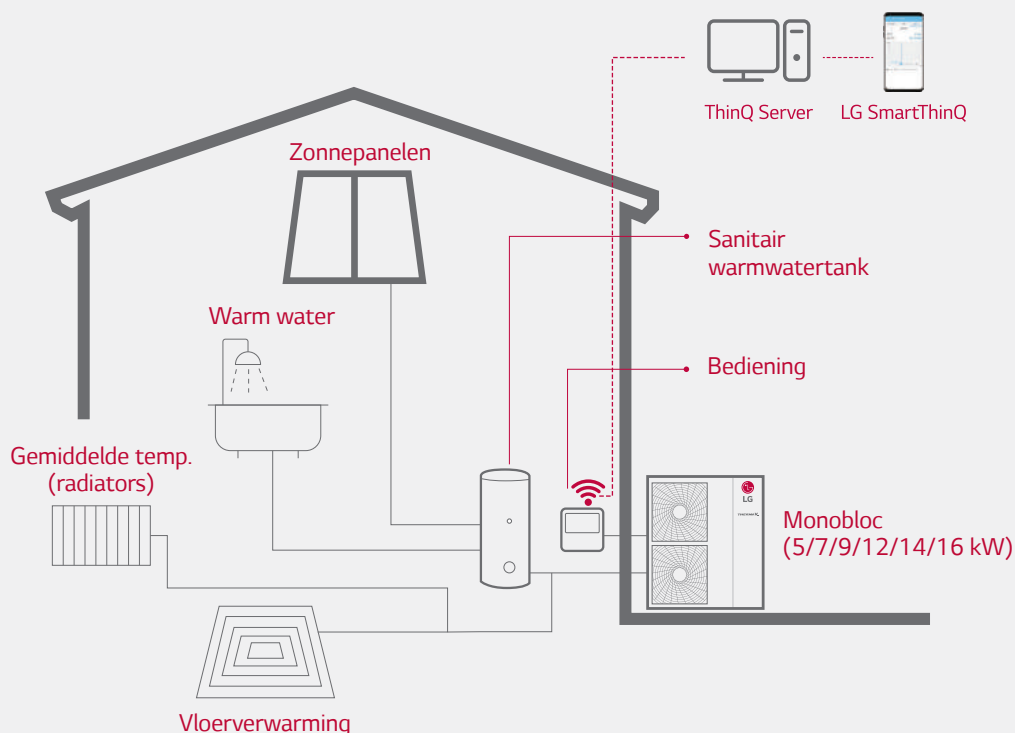 ThinQ Server
LG SmartThinQ
Zonnepanelen
Sanitair
warmwatertank
Warm water
Bediening
Gemiddelde temp.
(radiators)
LG
Monobloc
(5/7/9/12/14/16 kW)
Vloerverwarming